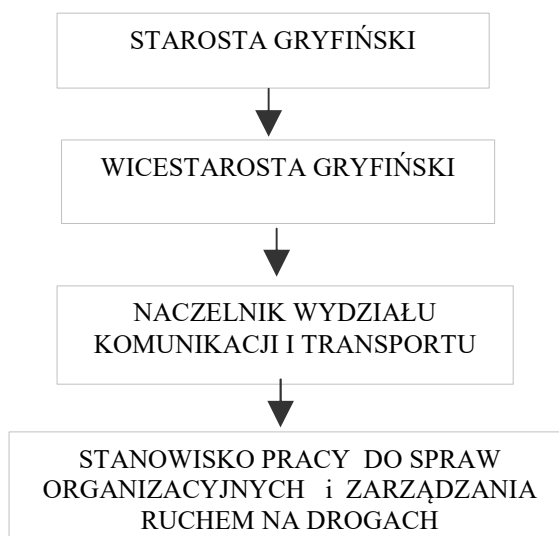 STAROSTA GRYFIŃSKI
WICESTAROSTA GRYFIŃSKI
NACZELNIK WYDZIAŁU
KOMUNIKACJI I TRANSPORTU
STANOWISKO PRACY DO SPRAW
ORGANIZACYJNYCH i ZARZĄDZANIA
RUCHEM NA DROGACH